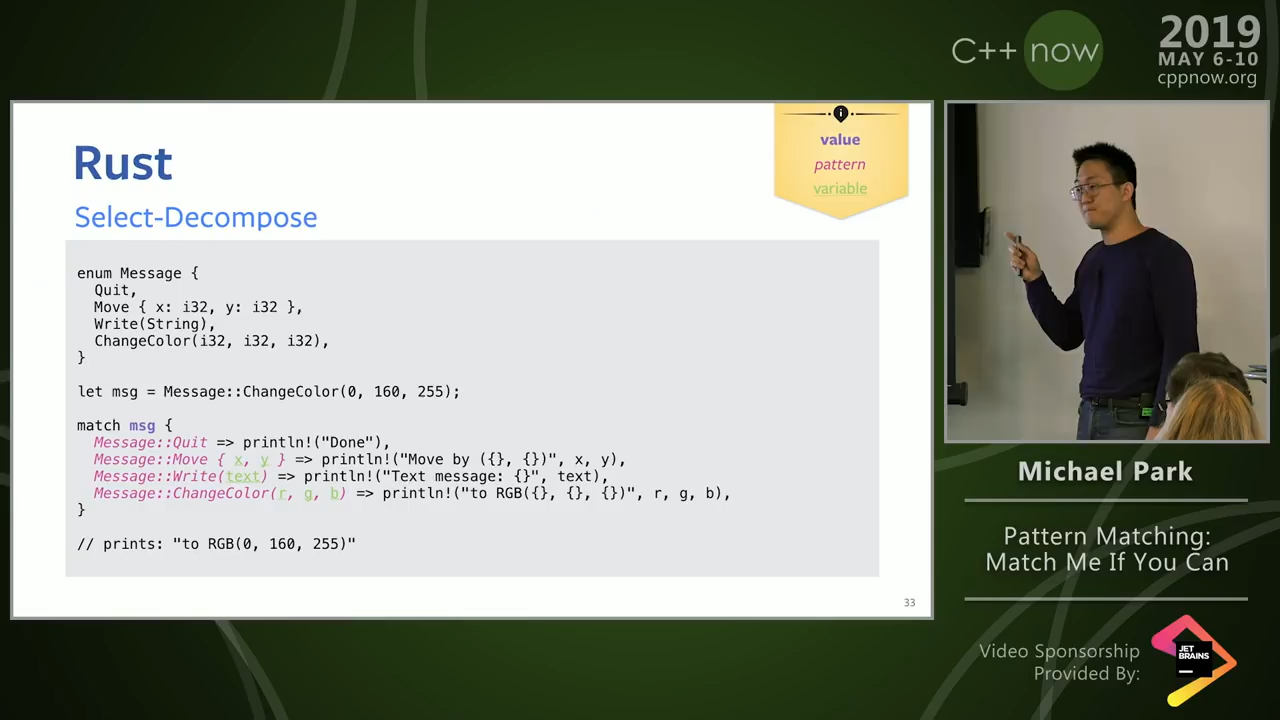 C++ now
2019
MAY 6-10
cppnow.org
Rust
Select-Decompose
i
value
pattern
variable
enum Message {
  Quit,
  Move { x: i32, y: i32 },
  Write(String),
  ChangeColor(i32, i32, i32),
}
let msg = Message::ChangeColor(0, 160, 255);
match msg {
  Message::Quit => println!("Done"),
  Message::Move { x, y } => println!("Move by ({}, {})", x, y),
  Message::Write(text) => println!("Text message: {}", text),
  Message::ChangeColor(r, g, b) => println!("to RGB({}, {}, {})", r, g, b),
}
// prints: "to RGB(0, 160, 255)"
33
Michael Park
Pattern Matching:
Match Me If You Can
Video Sponsorship
Provided By:
JET
BRAINS